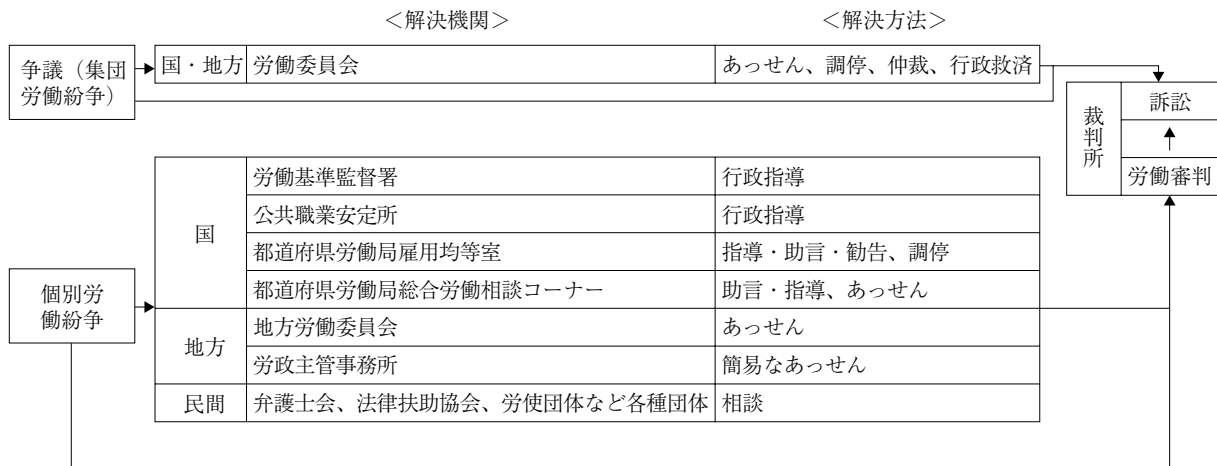 ＜解決機関＞ ＜解決方法＞
争議（集団
労働紛争）
国・地方 労働委員会 あっせん、調停、仲裁、行政救済
裁判所
訴訟
労働審判
個別労
働紛争
国
労働基準監督署 行政指導
公共職業安定所 行政指導
都道府県労働局雇用均等室 指導・助言・勧告、調停
都道府県労働局総合労働相談コーナー 助言・指導、あっせん
地方
地方労働委員会 あっせん
労政主管事務所 簡易なあっせん
民間 弁護士会、法律扶助協会、労使団体など各種団体 相談